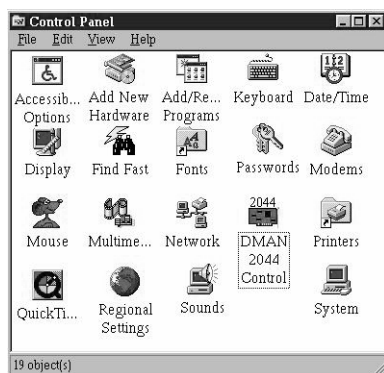 Control Panel
File Edit View Help
Accessib... Options
Add New Hardware
Add/Re... Programs
Keyboard
Date/Time
Display
Find Fast
Fonts
Passwords
Modems
Mouse
Multime...
Network
2044
DMAN 2044 Control
Printers
QuickTi...
Regional Settings
Sounds
System
19 object(s)